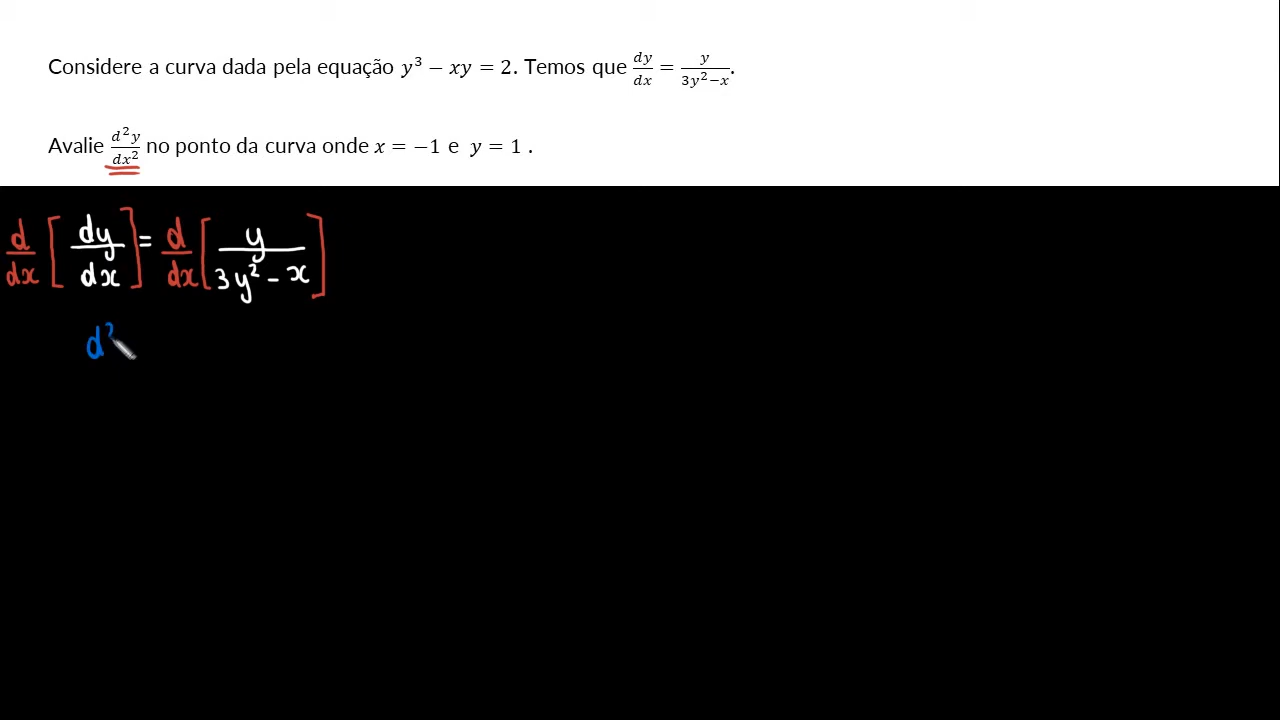 Considere a curva dada pela equação y³ − xy = 2. Temos que dy/dx = y/(3y²−x).
Avalie d²y/dx² no ponto da curva onde x = −1 e y = 1 .
d/dx [ dy/dx ] = d/dx [ y/(3y² − x) ]
d²